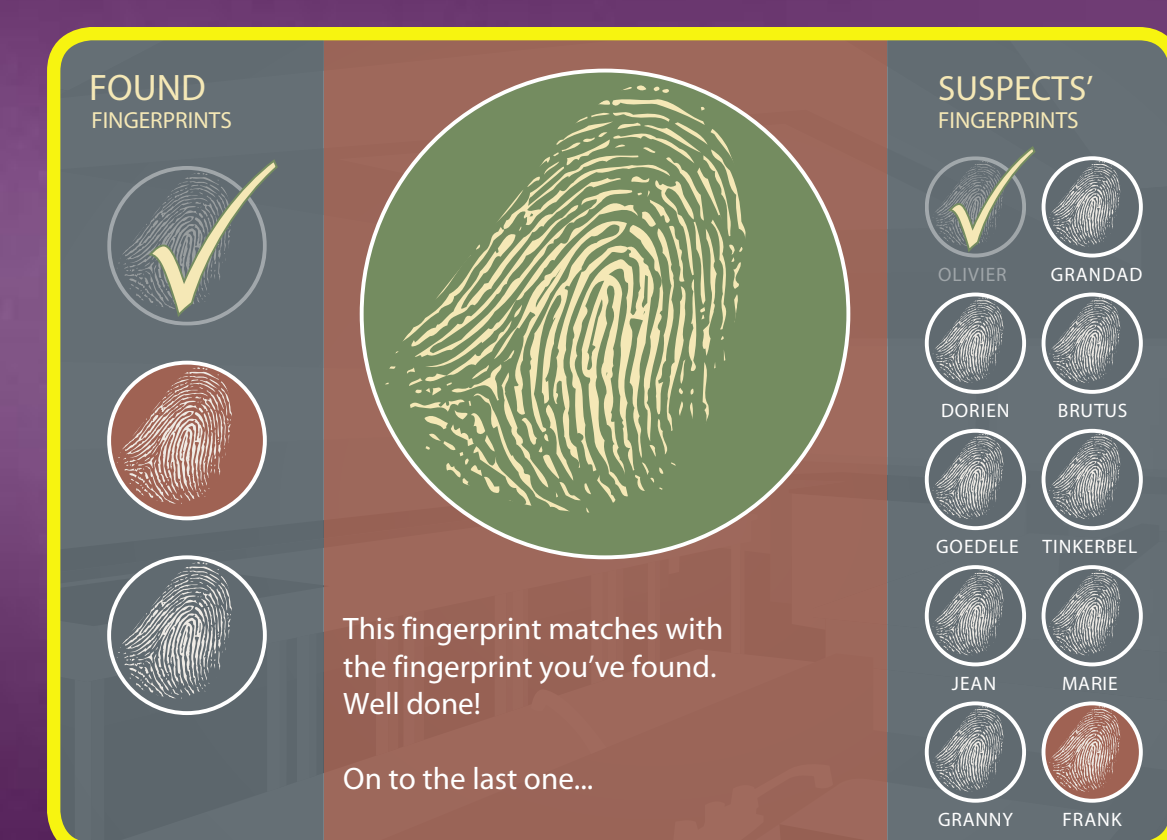 FOUND
FINGERPRINTS
This fingerprint matches with
the fingerprint you've found.
Well done!
On to the last one...
SUSPECTS'
FINGERPRINTS
OLIVIER GRANDAD
DORIEN BRUTUS
GOEDELE TINKERBEL
JEAN MARIE
GRANNY FRANK